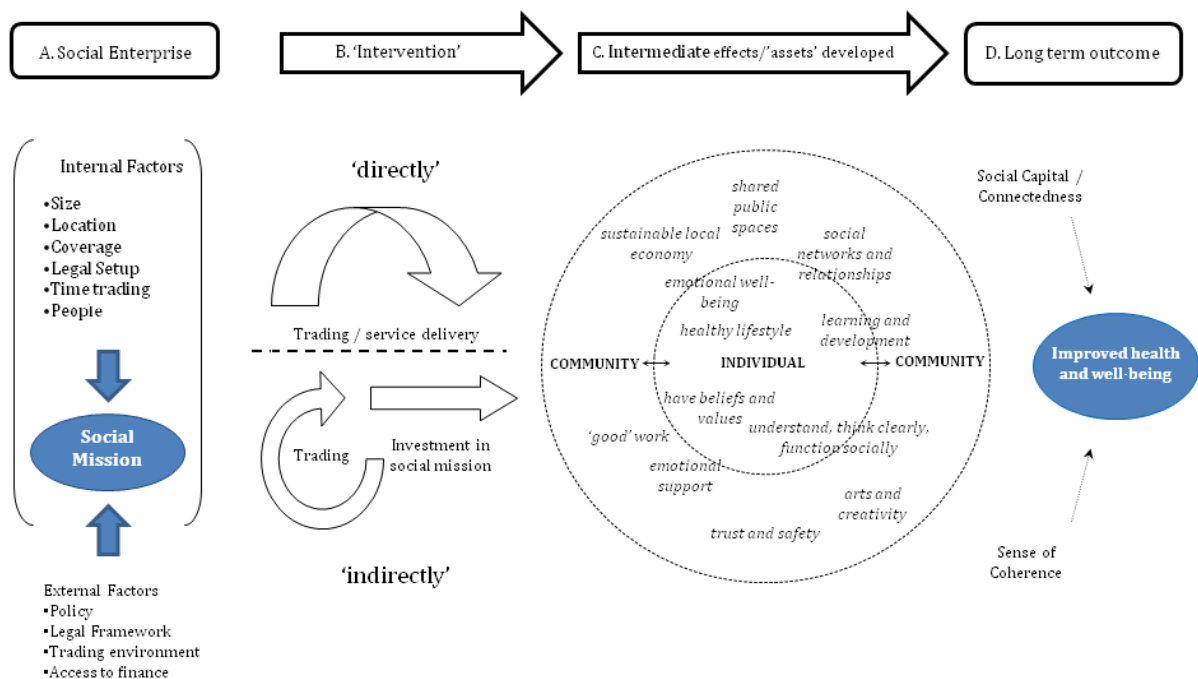 A. Social Enterprise
B. 'Intervention'
C. Intermediate effects/'assets' developed
D. Long term outcome
Internal Factors
•Size
•Location
•Coverage
•Legal Setup
•Time trading
•People
Social
Mission
External Factors
▪Policy
▪Legal Framework
▪Trading environment
▪Access to finance
'directly'
Trading / service delivery
Trading
Investment in
social mission
'indirectly'
shared
public
spaces
sustainable local
economy
social
networks and
relationships
emotional well-
being
healthy lifestyle
learning and
development
COMMUNITY
INDIVIDUAL
COMMUNITY
have beliefs and
values
'good' work
understand, think clearly,
function socially
emotional
support
arts and
creativity
trust and safety
Social Capital /
Connectedness
Improved health
and well-being
Sense of
Coherence